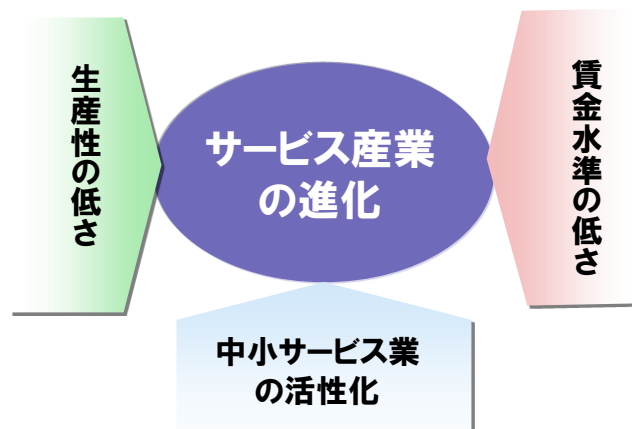 生産性の低さ
サービス産業
の進化
賃金水準の低さ
中小サービス業
の活性化